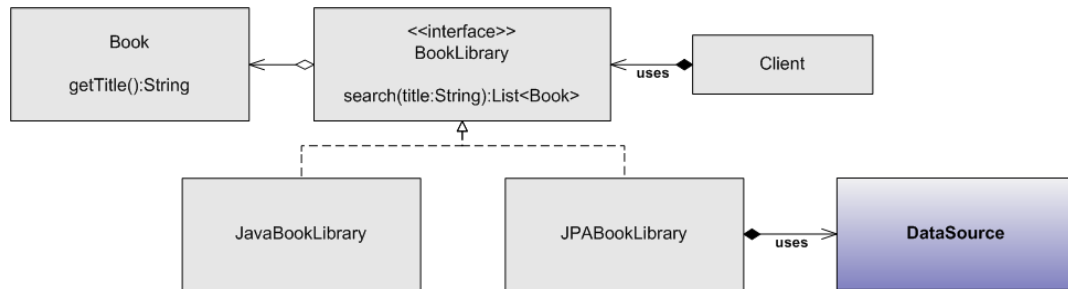 Book
getTitle():String
<<interface>>
BookLibrary
search(title:String):List<Book>
uses
Client
JavaBookLibrary
JPABookLibrary
uses
DataSource